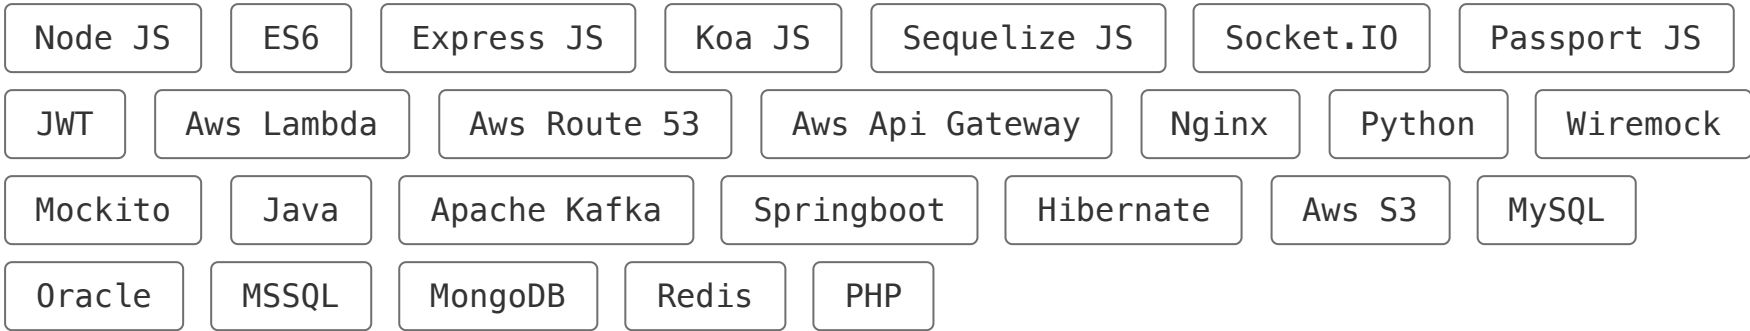 Node JS ES6 Express JS Koa JS Sequelize JS Socket.IO Passport JS
JWT Aws Lambda Aws Route 53 Aws Api Gateway Nginx Python Wiremock
Mockito Java Apache Kafka Springboot Hibernate Aws S3 MySQL
Oracle MSSQL MongoDB Redis PHP